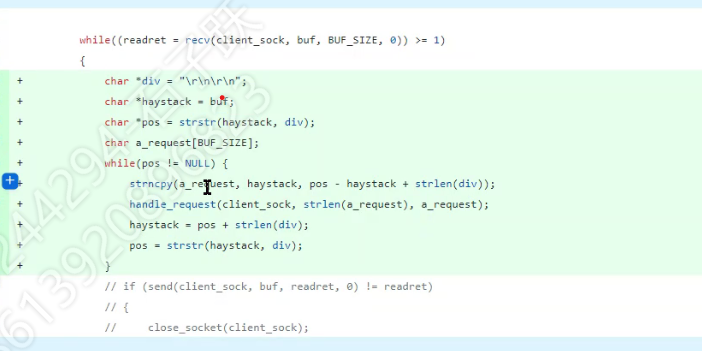 while((readret = recv(client_sock, buf, BUF_SIZE, 0)) >= 1)
{
+ char *div = "\r\n\r\n";
+ char *haystack = buf;
+ char *pos = strstr(haystack, div);
+ char a_request[BUF_SIZE];
+ while(pos != NULL) {
+ strncpy(a_request, haystack, pos - haystack + strlen(div));
+ handle_request(client_sock, strlen(a_request), a_request);
+ haystack = pos + strlen(div);
+ pos = strstr(haystack, div);
+ }
// if (send(client_sock, buf, readret, 0) != readret)
// {
// close_socket(client_sock);